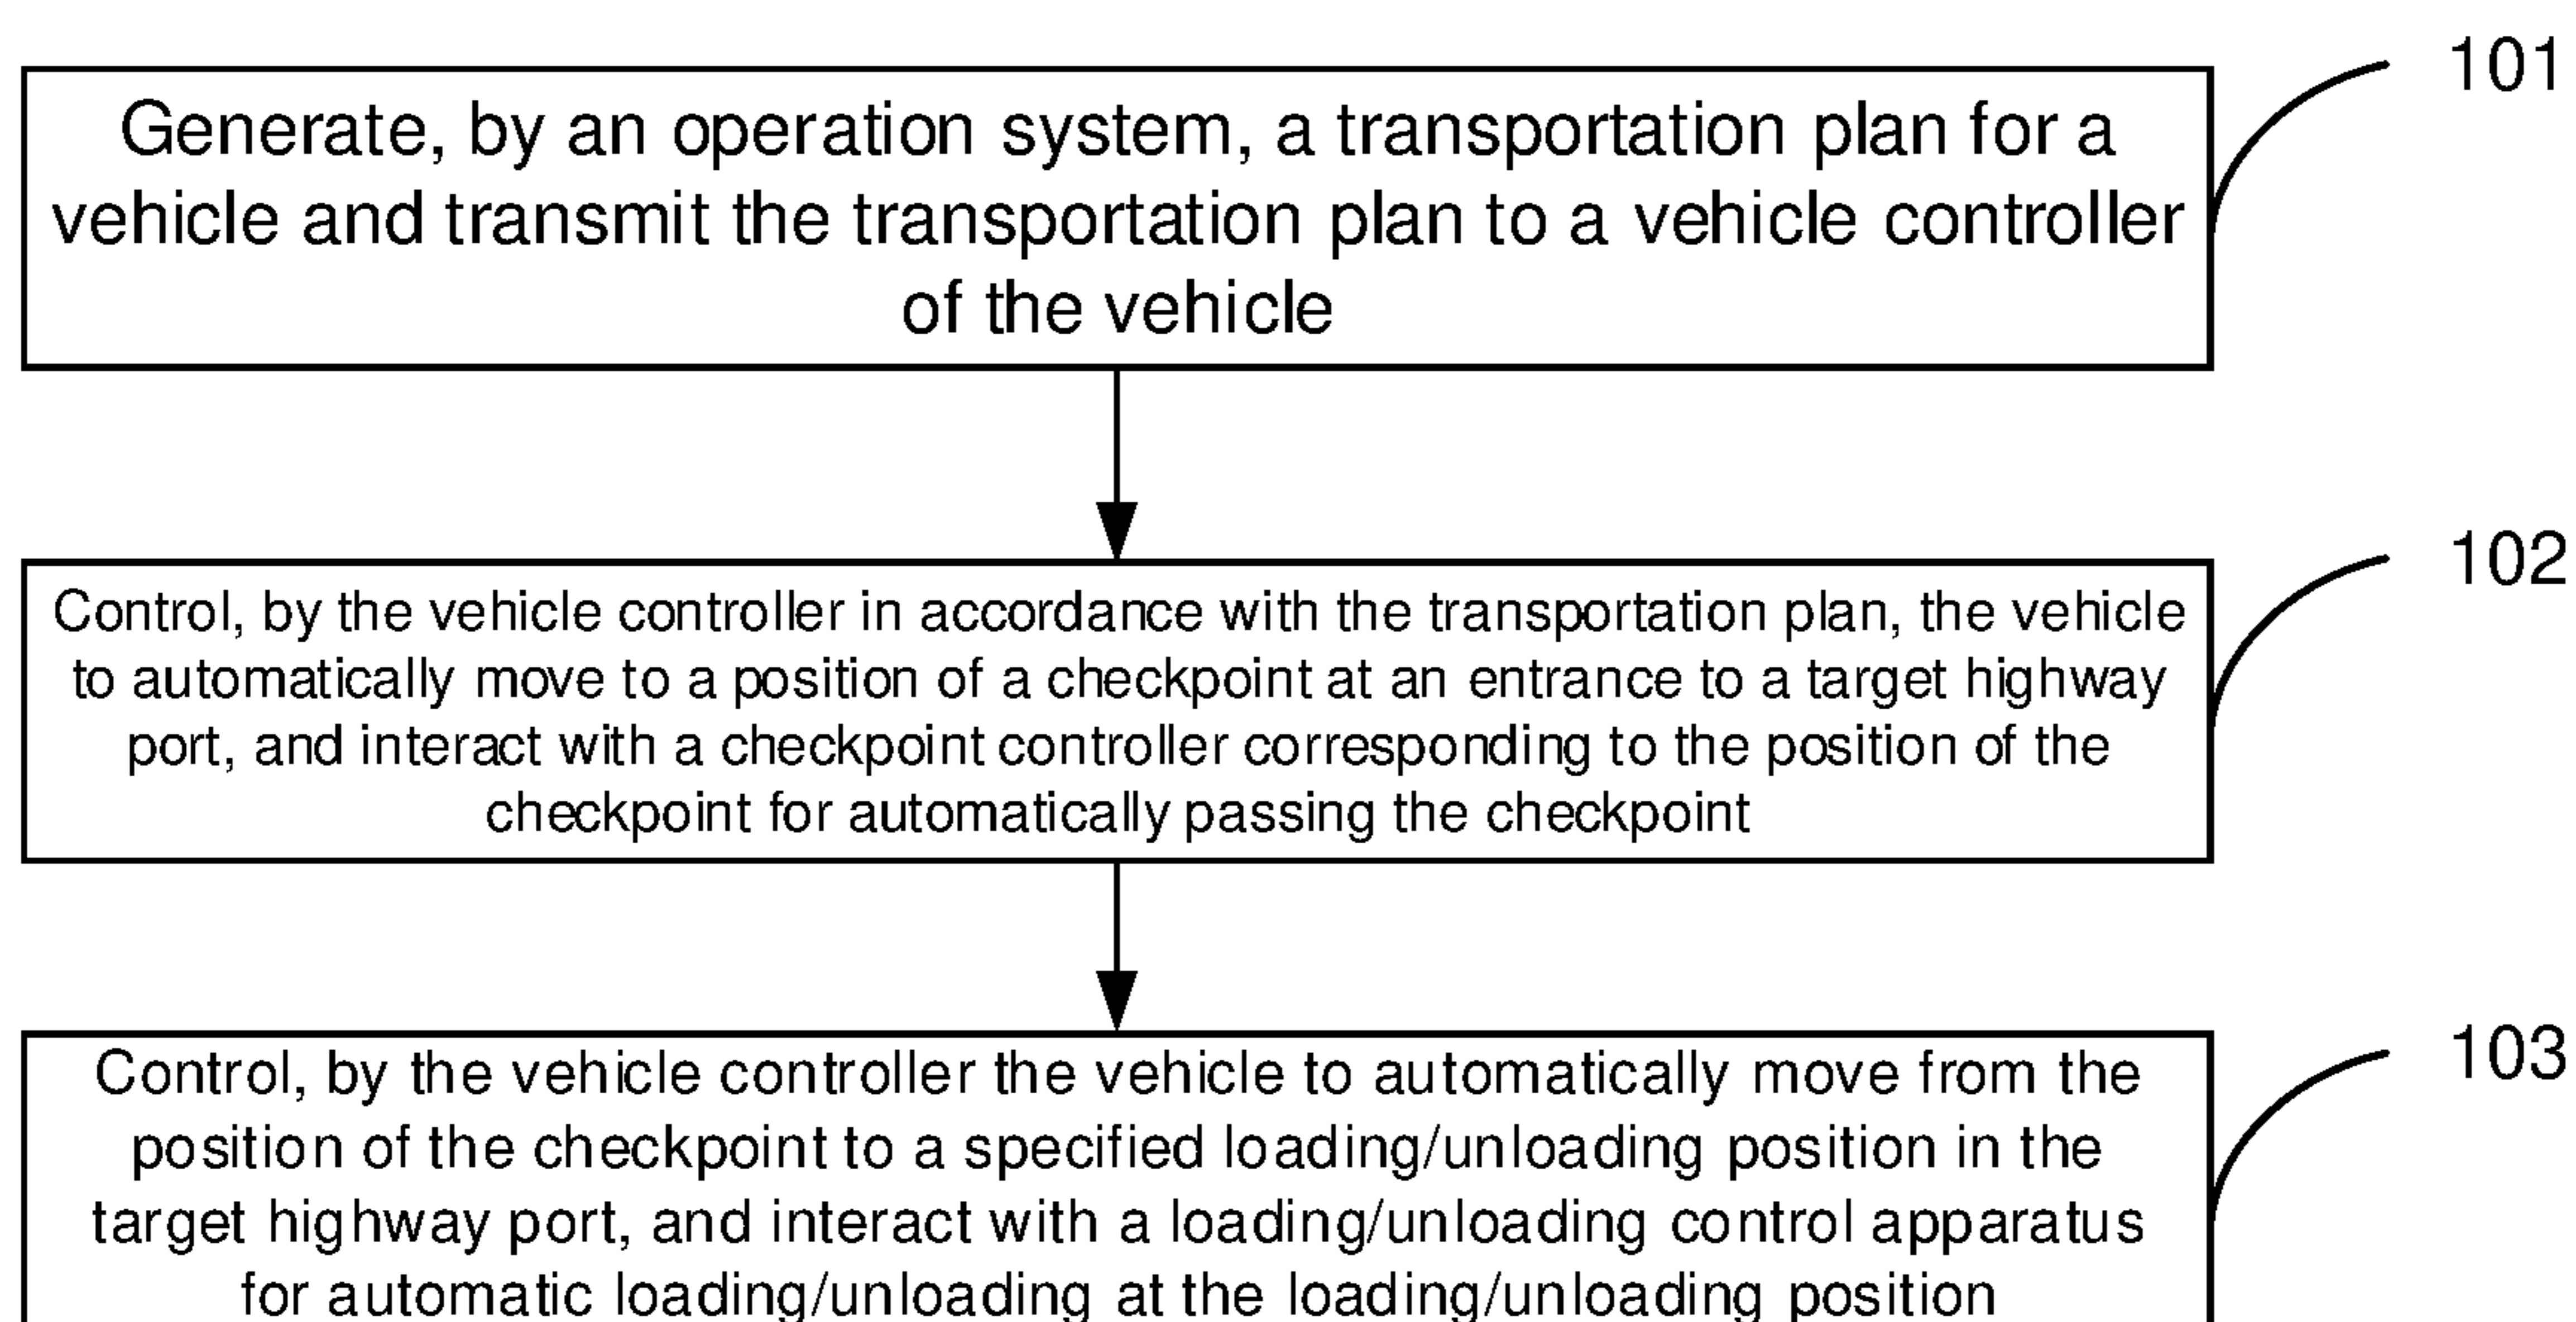 101
Generate, by an operation system, a transportation plan for a
vehicle and transmit the transportation plan to a vehicle controller
of the vehicle
102
Control, by the vehicle controller in accordance with the transportation plan, the vehicle
to automatically move to a position of a checkpoint at an entrance to a target highway
port, and interact with a checkpoint controller corresponding to the position of the
checkpoint for automatically passing the checkpoint
103
Control, by the vehicle controller the vehicle to automatically move from the
position of the checkpoint to a specified loading/unloading position in the
target highway port, and interact with a loading/unloading control apparatus
for automatic loading/unloading at the loading/unloading position